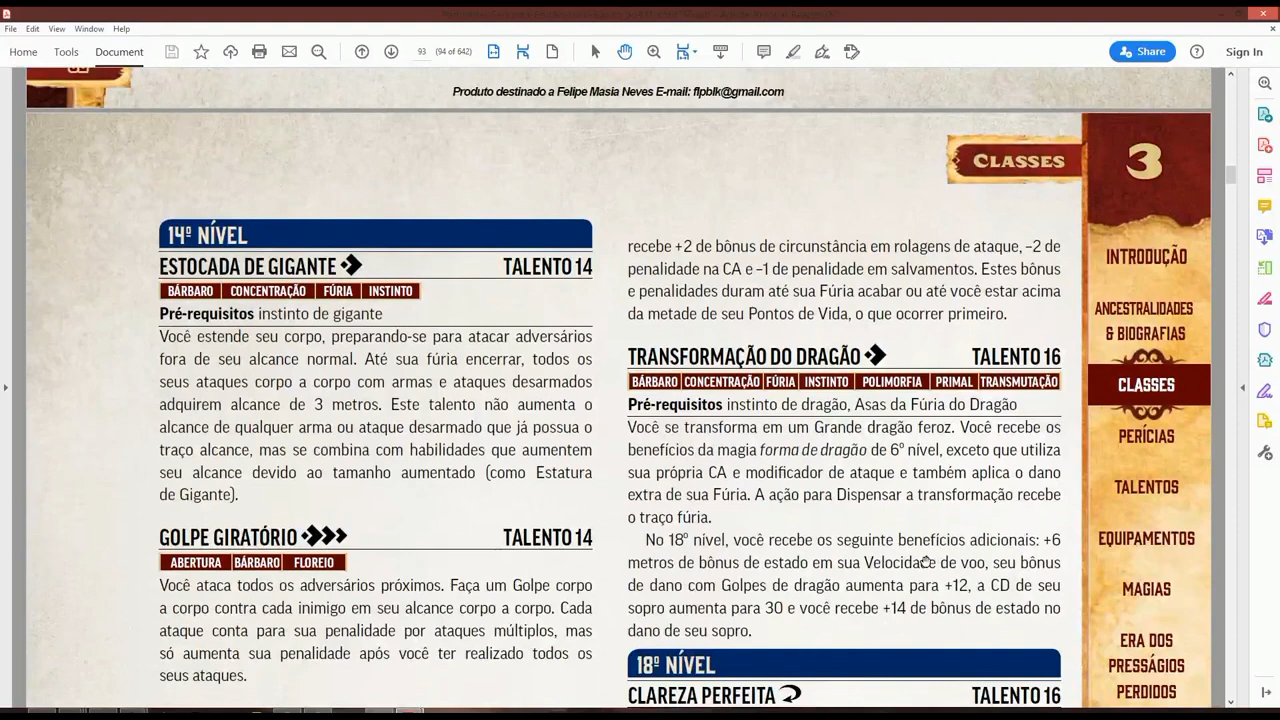 File Edit View Window Help
Home Tools Document
93 (94 of 642)
Share
Sign In
Produto destinado a Felipe Masia Neves E-mail: flpblk@gmail.com
CLASSES
3
14º NÍVEL
ESTOCADA DE GIGANTE TALENTO 14
BÁRBARO CONCENTRAÇÃO FÚRIA INSTINTO
Pré-requisitos instinto de gigante
Você estende seu corpo, preparando-se para atacar adversários
fora de seu alcance normal. Até sua fúria encerrar, todos os
seus ataques corpo a corpo com armas e ataques desarmados
adquirem alcance de 3 metros. Este talento não aumenta o
alcance de qualquer arma ou ataque desarmado que já possua o
traço alcance, mas se combina com habilidades que aumentem
seu alcance devido ao tamanho aumentado (como Estatura
de Gigante).
GOLPE GIRATÓRIO TALENTO 14
ABERTURA BÁRBARO FLOREIO
Você ataca todos os adversários próximos. Faça um Golpe corpo
a corpo contra cada inimigo em seu alcance corpo a corpo. Cada
ataque conta para sua penalidade por ataques múltiplos, mas
só aumenta sua penalidade após você ter realizado todos os
seus ataques.
recebe +2 de bônus de circunstância em rolagens de ataque, –2 de
penalidade na CA e –1 de penalidade em salvamentos. Estes bônus
e penalidades duram até sua Fúria acabar ou até você estar acima
da metade de seu Pontos de Vida, o que ocorrer primeiro.
TRANSFORMAÇÃO DO DRAGÃO TALENTO 16
BÁRBARO CONCENTRAÇÃO FÚRIA INSTINTO POLIMORFIA PRIMAL TRANSMUTAÇÃO
Pré-requisitos instinto de dragão, Asas da Fúria do Dragão
Você se transforma em um Grande dragão feroz. Você recebe os
benefícios da magia forma de dragão de 6º nível, exceto que utiliza
sua própria CA e modificador de ataque e também aplica o dano
extra de sua Fúria. A ação para Dispensar a transformação recebe
o traço fúria.
No 18º nível, você recebe os seguinte benefícios adicionais: +6
metros de bônus de estado em sua Velocidade de voo, seu bônus
de dano com Golpes de dragão aumenta para +12, a CD de seu
sopro aumenta para 30 e você recebe +14 de bônus de estado no
dano de seu sopro.
18º NÍVEL
CLAREZA PERFEITA TALENTO 16
INTRODUÇÃO
ANCESTRALIDADES
& BIOGRAFIAS
CLASSES
PERÍCIAS
TALENTOS
EQUIPAMENTOS
MAGIAS
ERA DOS
PRESSÁGIOS
PERDIDOS